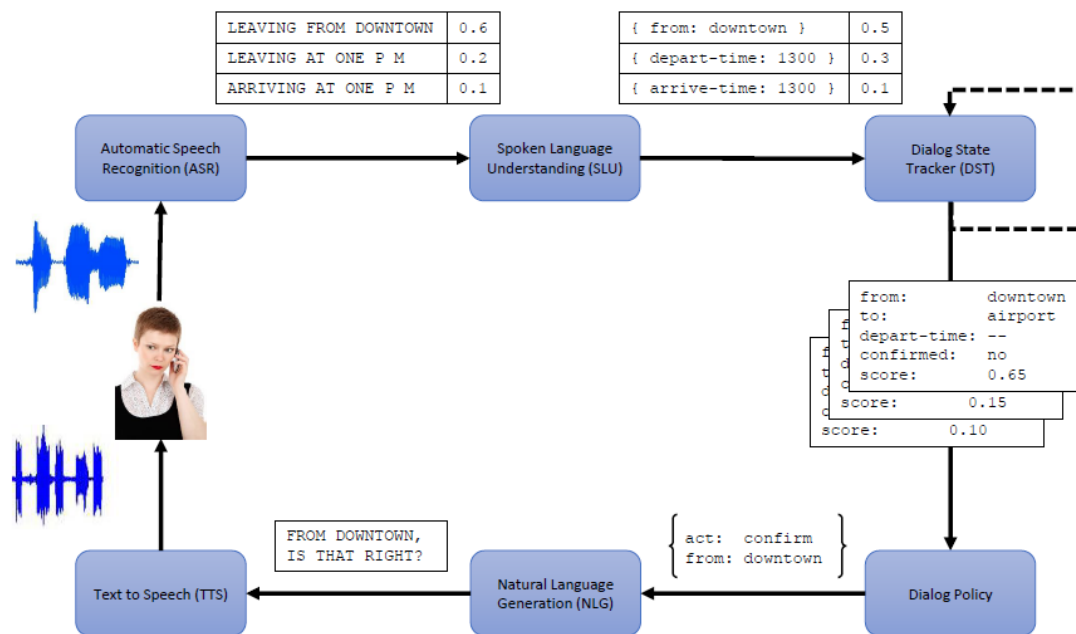 LEAVING FROM DOWNTOWN 0.6
LEAVING AT ONE P M 0.2
ARRIVING AT ONE P M 0.1
{ from: downtown } 0.5
{ depart-time: 1300 } 0.3
{ arrive-time: 1300 } 0.1
Automatic Speech
Recognition (ASR)
Spoken Language
Understanding (SLU)
Dialog State
Tracker (DST)
from: downtown
to: airport
depart-time: --
confirmed: no
score: 0.65
score: 0.15
score: 0.10
act: confirm
from: downtown
FROM DOWNTOWN,
IS THAT RIGHT?
Text to Speech (TTS)
Natural Language
Generation (NLG)
Dialog Policy